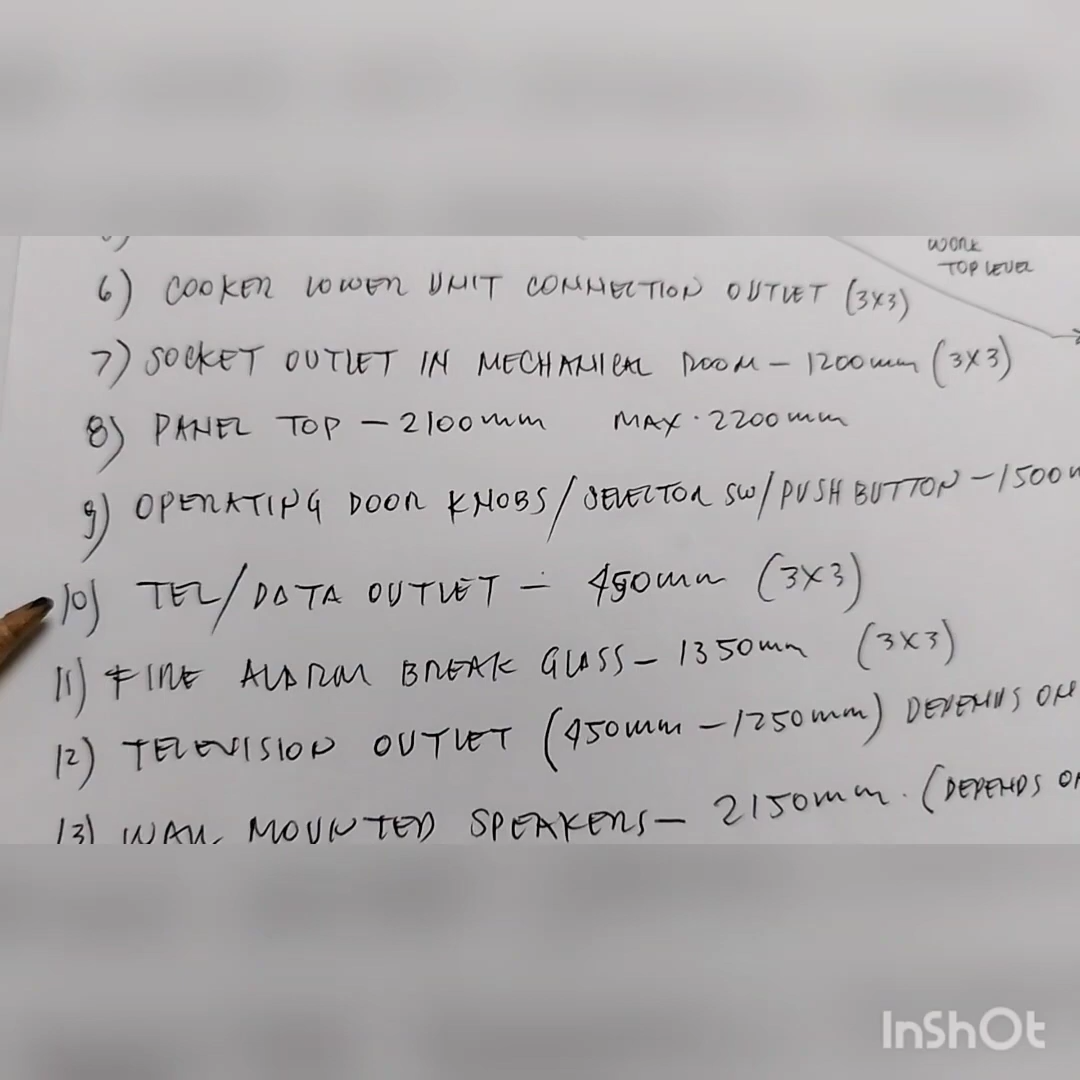 WORK
TOP LEVEL
6) COOKER LOWER UNIT CONNECTION OUTLET (3x3)
7) SOCKET OUTLET IN MECHANICAL ROOM - 1200mm (3x3)
8) PANEL TOP - 2100mm MAX. 2200mm
9) OPERATING DOOR KNOBS/SELECTOR SW/PUSH BUTTON - 1500
10) TEL/DATA OUTLET - 450mm (3x3)
11) FIRE ALARM BREAK GLASS - 1350mm (3x3)
12) TELEVISION OUTLET (450mm - 1250mm) DEPENDS ON
13) WALL MOUNTED SPEAKERS - 2150mm. (DEPENDS ON
InShOt